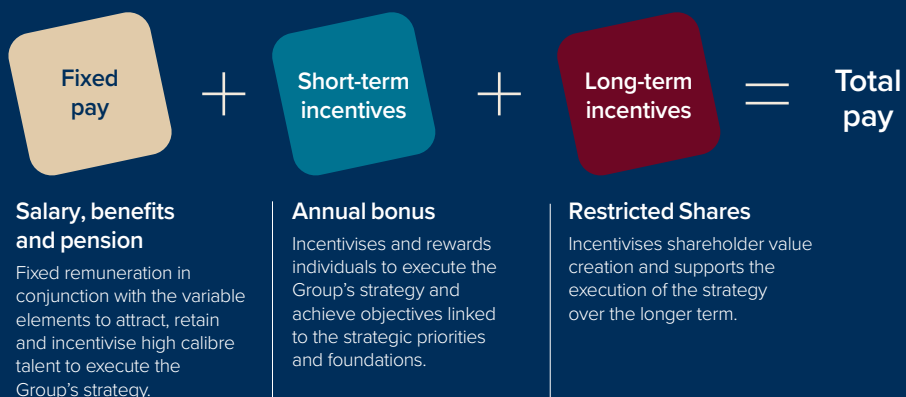 Fixed
pay
+
Short-term
incentives
+
Long-term
incentives
=
Total
pay
Salary, benefits
and pension
Fixed remuneration in
conjunction with the variable
elements to attract, retain
and incentivise high calibre
talent to execute the
Group’s strategy.
Annual bonus
Incentivises and rewards
individuals to execute the
Group’s strategy and
achieve objectives linked
to the strategic priorities
and foundations.
Restricted Shares
Incentivises shareholder value
creation and supports the
execution of the strategy
over the longer term.